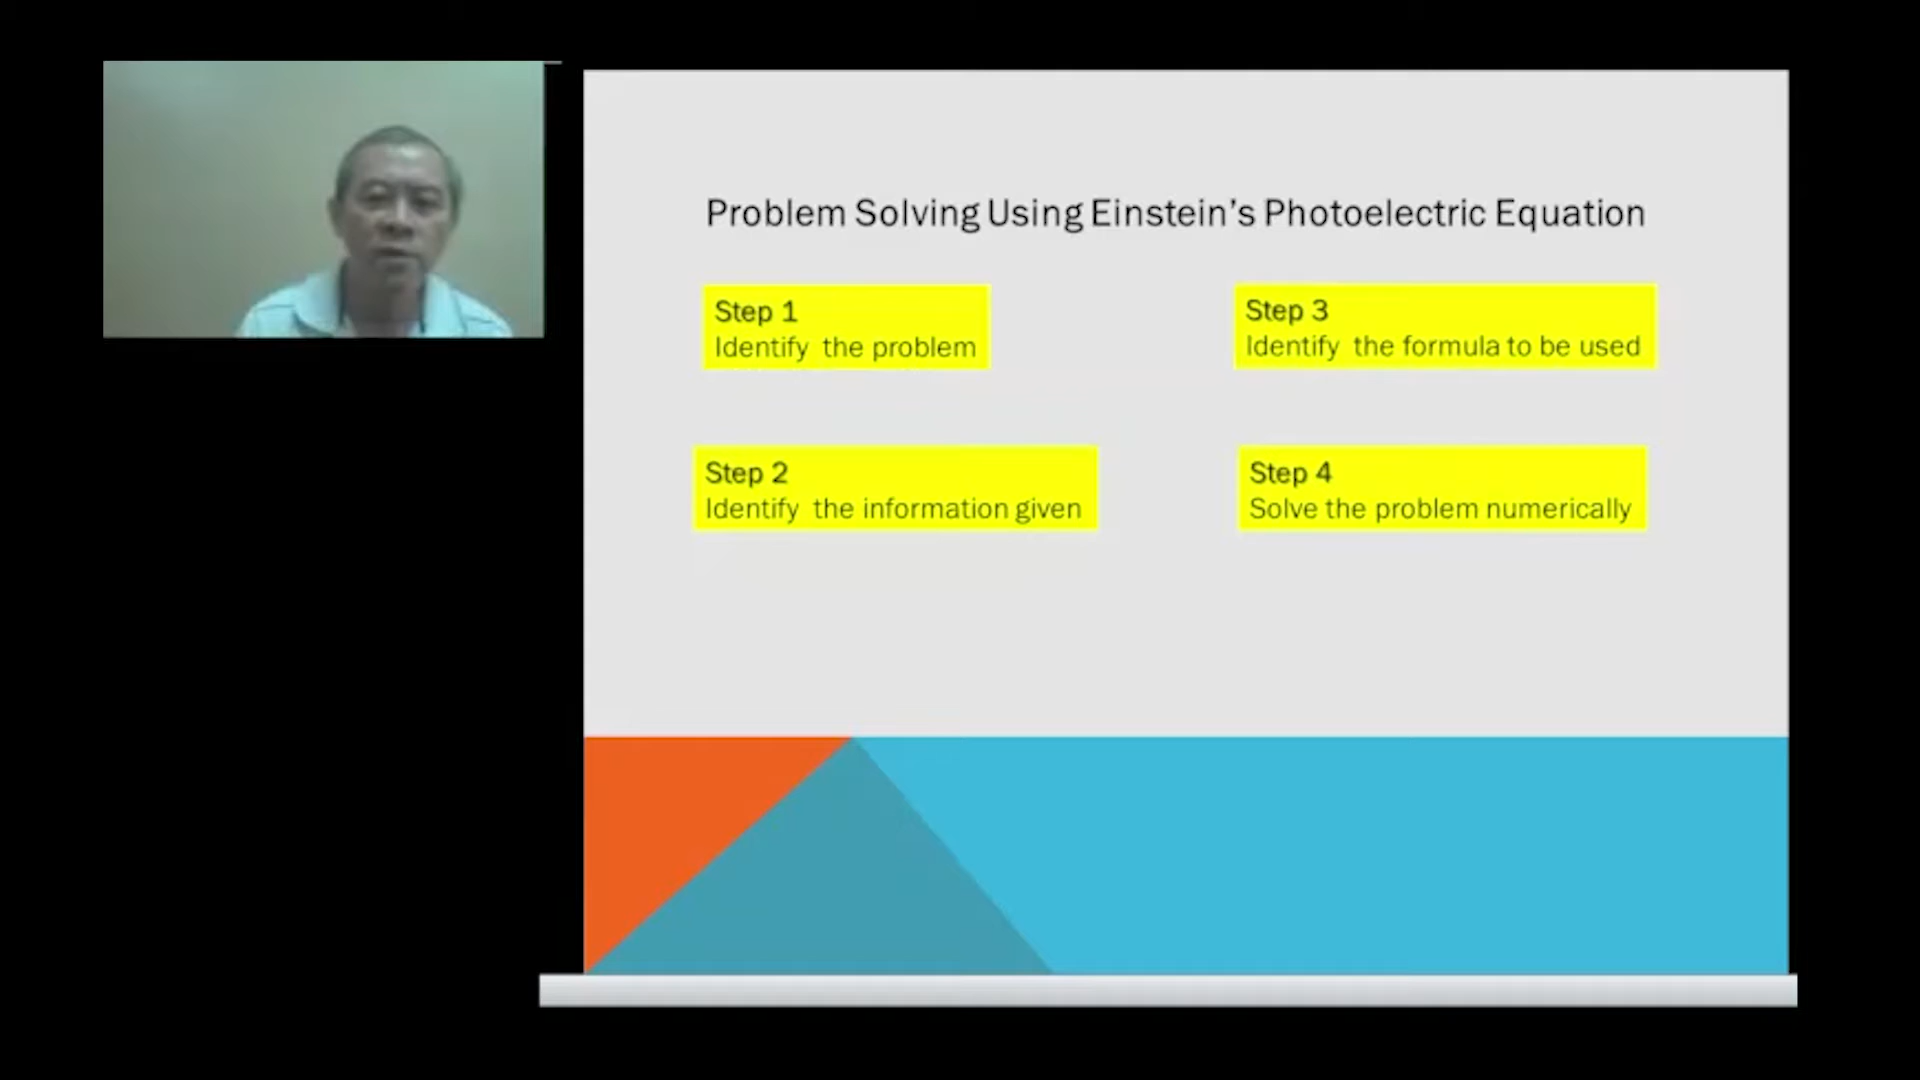 Problem Solving Using Einstein’s Photoelectric Equation
Step 1
Identify the problem
Step 2
Identify the information given
Step 3
Identify the formula to be used
Step 4
Solve the problem numerically